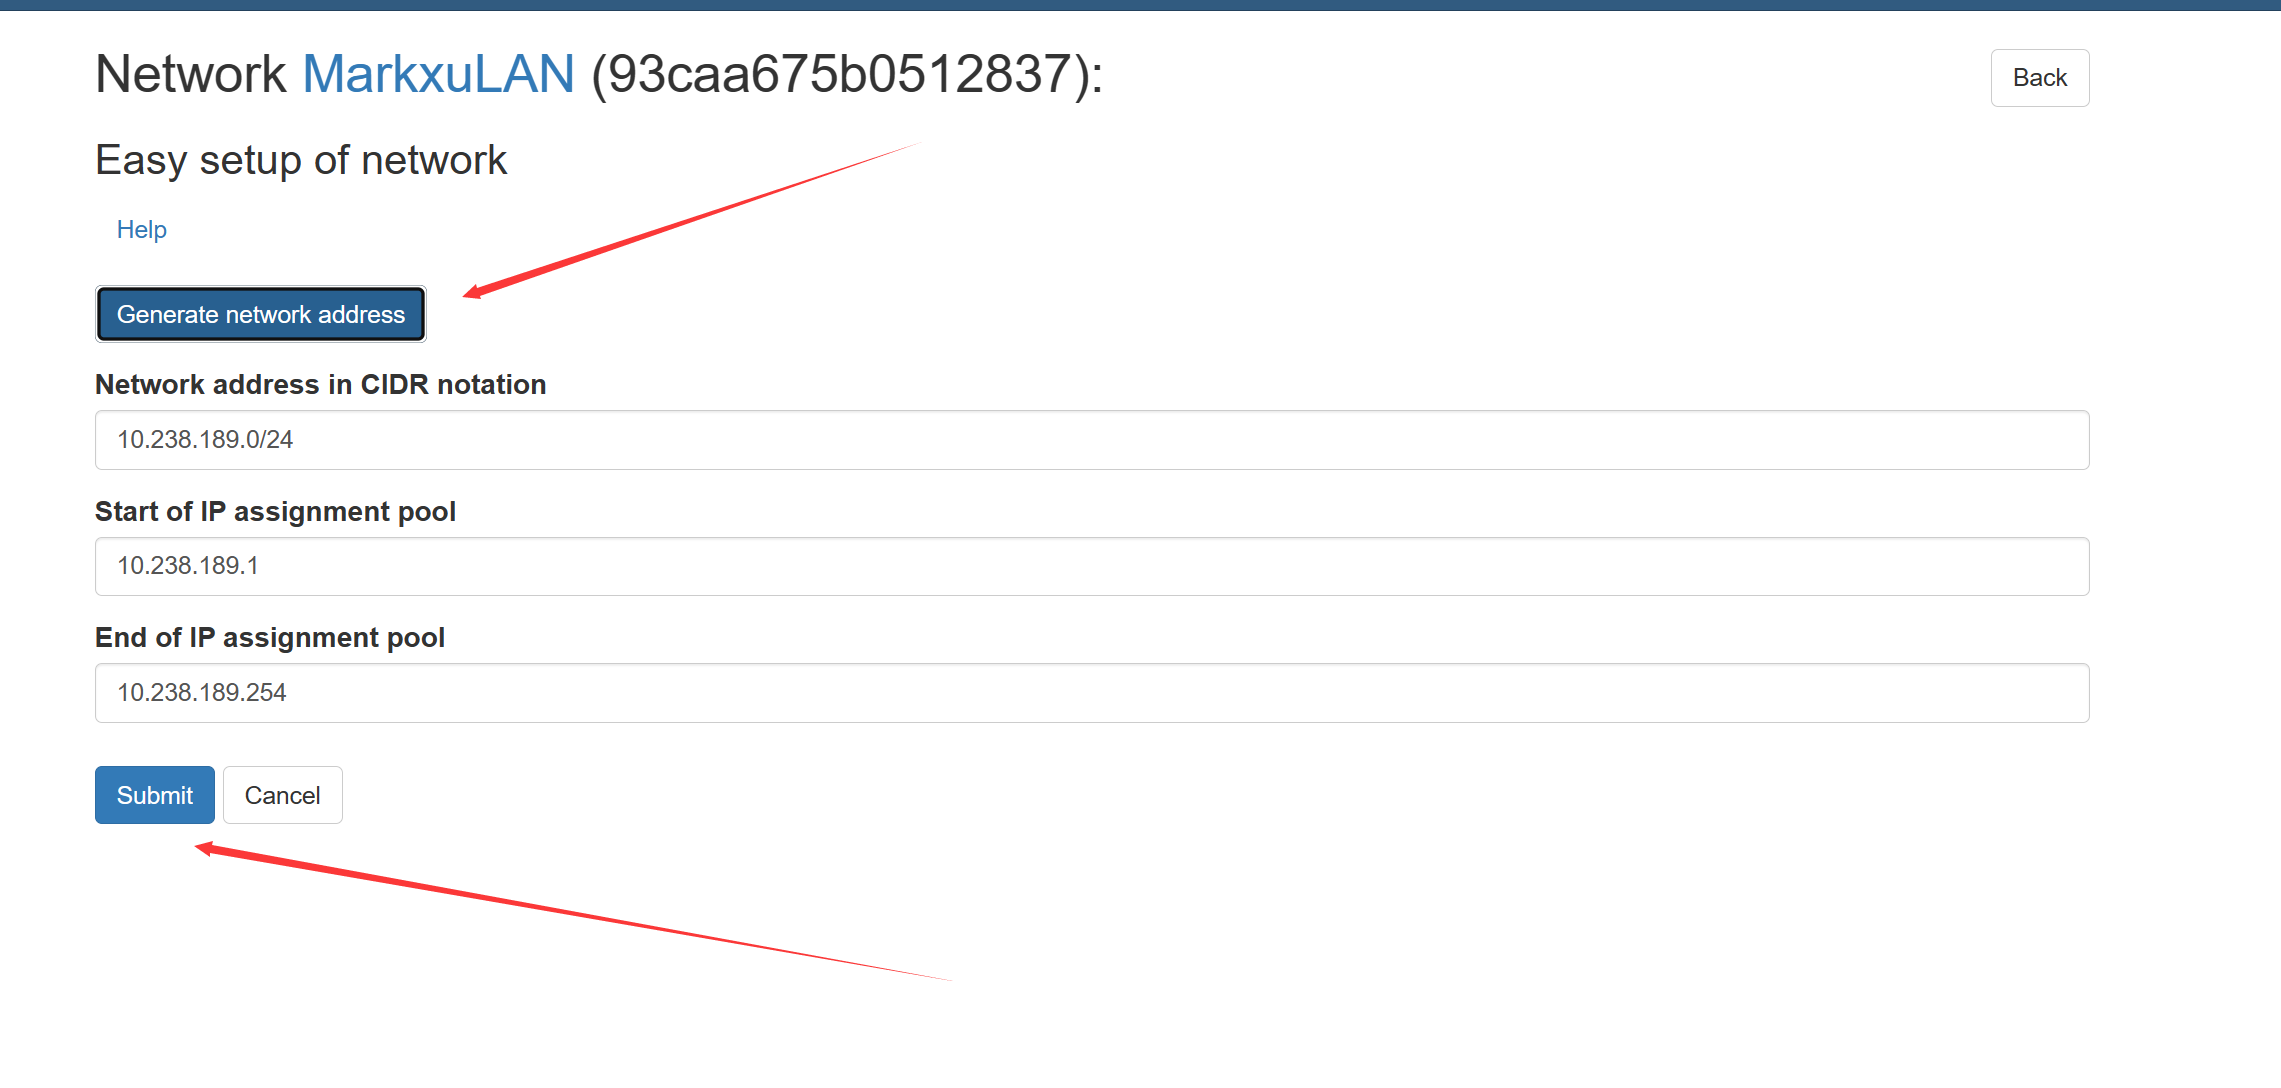 Network MarkxuLAN (93caa675b0512837):
Back
Easy setup of network
Help
Generate network address
Network address in CIDR notation
10.238.189.0/24
Start of IP assignment pool
10.238.189.1
End of IP assignment pool
10.238.189.254
Submit Cancel